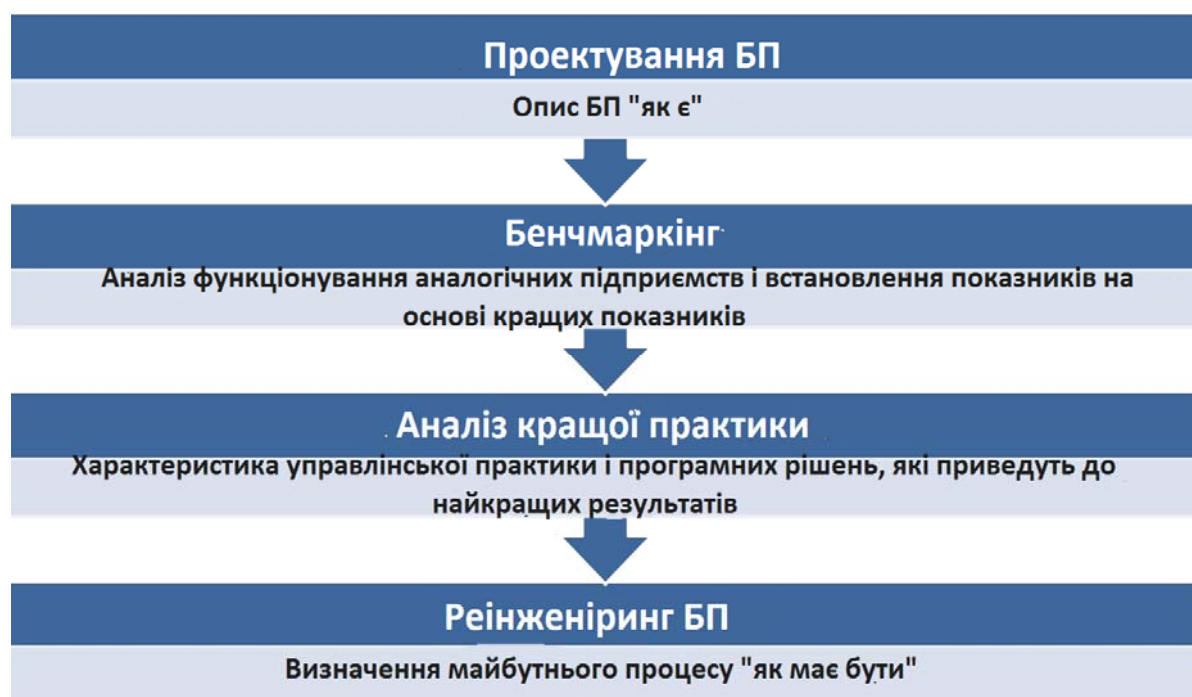 Проектування БП
Опис БП "як є"
Бенчмаркінг
Аналіз функціонування аналогічних підприємств і встановлення показників на
основі кращих показників
Аналіз кращої практики
Характеристика управлінської практики і програмних рішень, які приведуть до
найкращих результатів
Реінженіринг БП
Визначення майбутнього процесу "як має бути"